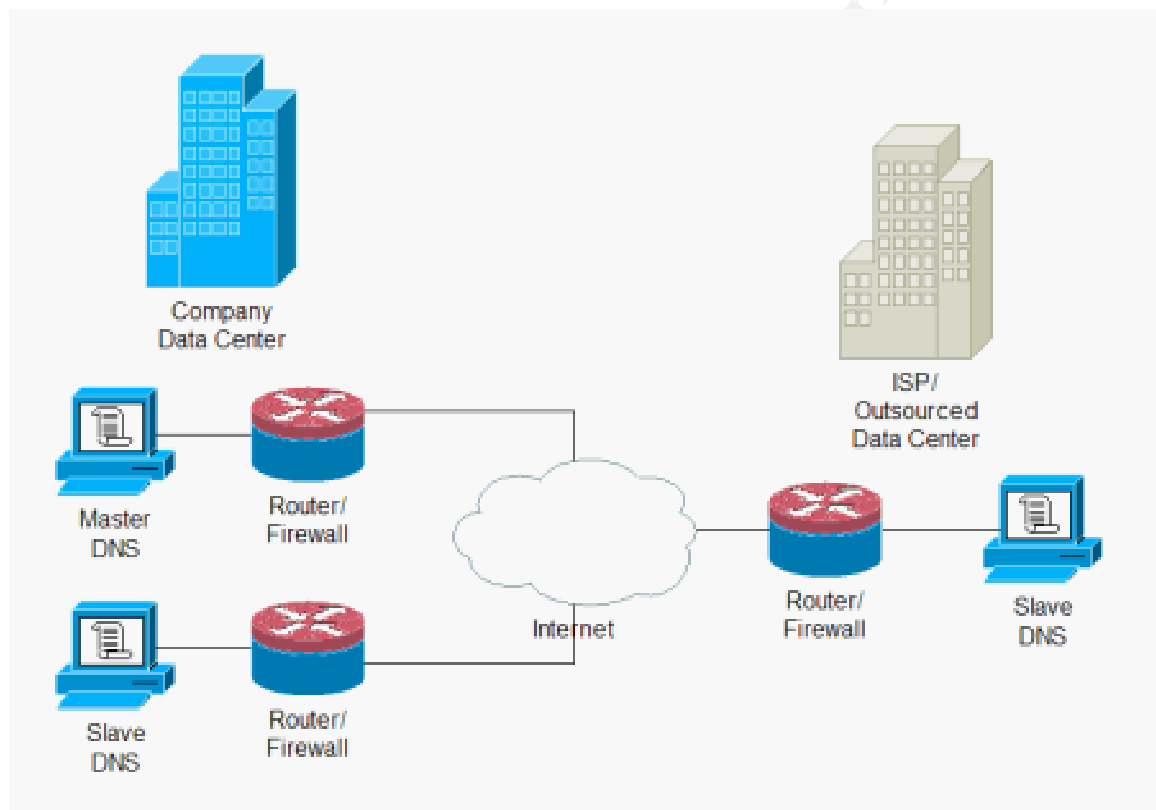 Company
Data Center
ISP/
Outsourced
Data Center
Master
DNS
Router/
Firewall
Internet
Router/
Firewall
Slave
DNS
Slave
DNS
Router/
Firewall